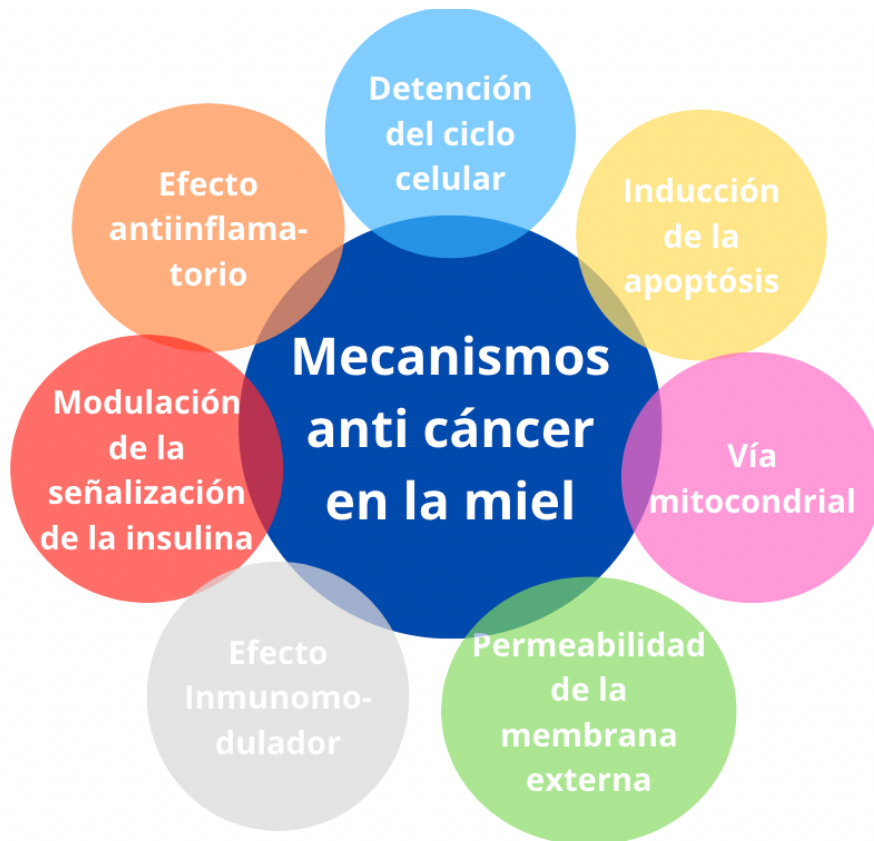 Detención
del ciclo
celular
Inducción
de la
apoptósis
Vía
mitocondrial
Permeabilidad
de la
membrana
externa
Efecto
Inmunomo-
dulador
Modulación
de la
señalización
de la insulina
Efecto
antiinflama-
torio
Mecanismos
anti cáncer
en la miel